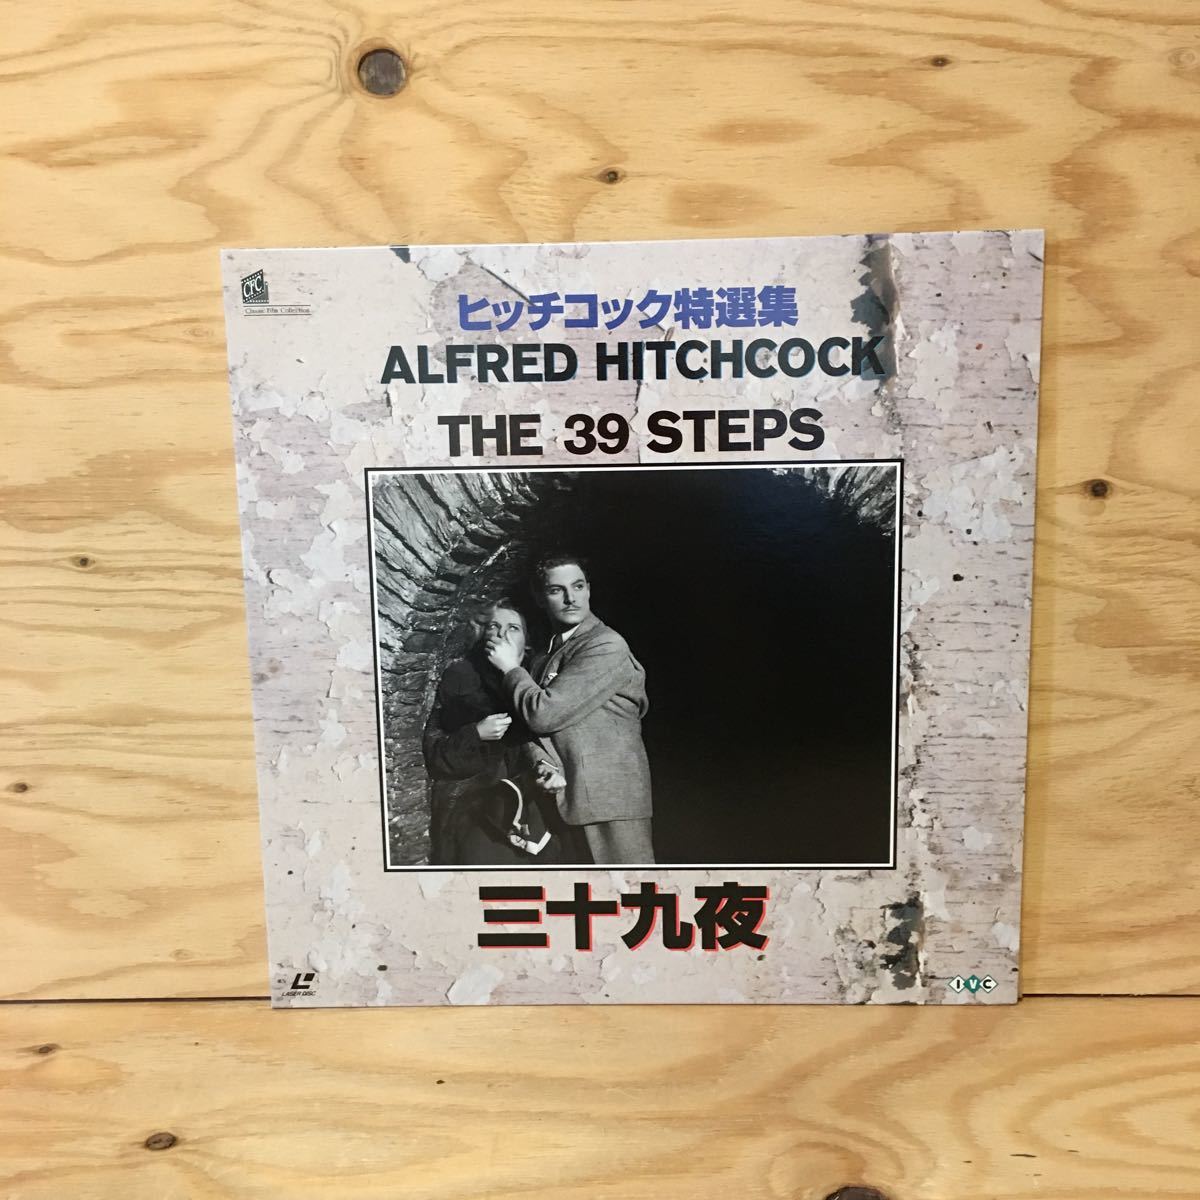 CFC
Classic Film Collection
ヒッチコック特選集
ALFRED HITCHCOCK
THE 39 STEPS
三十九夜
LASER DISC
IVC